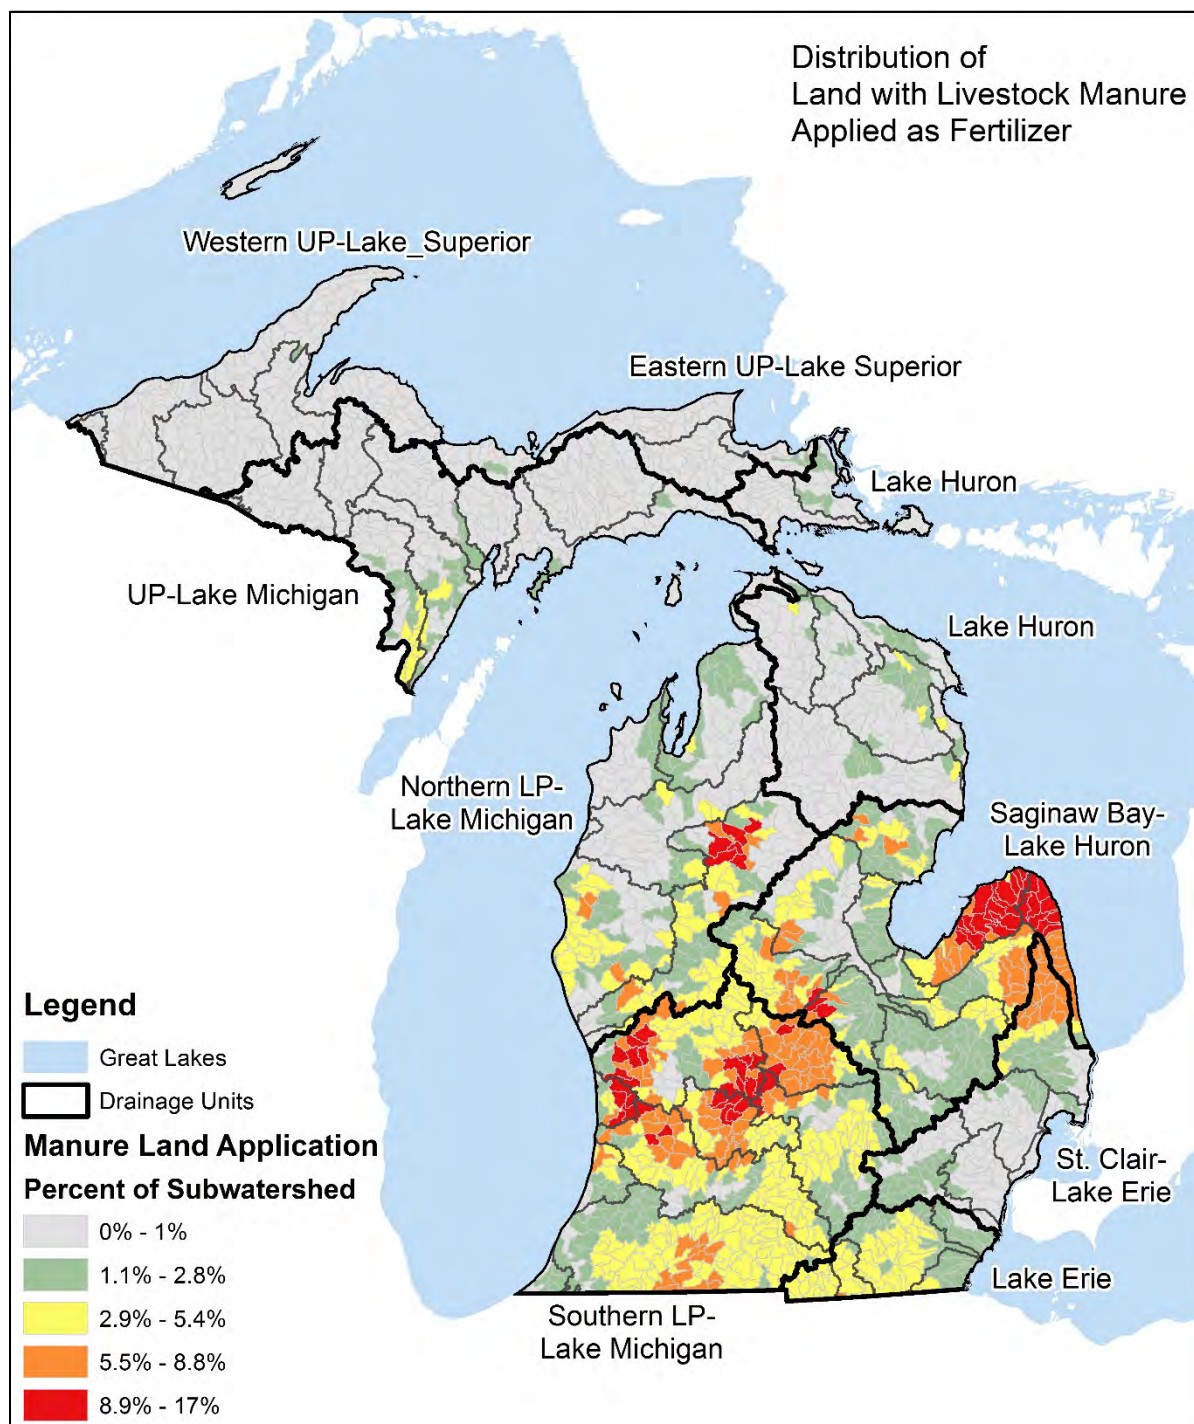 Distribution of
Land with Livestock Manure
Applied as Fertilizer
Western UP-Lake_Superior
Eastern UP-Lake Superior
Lake Huron
UP-Lake Michigan
Lake Huron
Northern LP-
Lake Michigan
Saginaw Bay-
Lake Huron
St. Clair-
Lake Erie
Lake Erie
Southern LP-
Lake Michigan
Legend
Great Lakes
Drainage Units
Manure Land Application
Percent of Subwatershed
0% - 1%
1.1% - 2.8%
2.9% - 5.4%
5.5% - 8.8%
8.9% - 17%